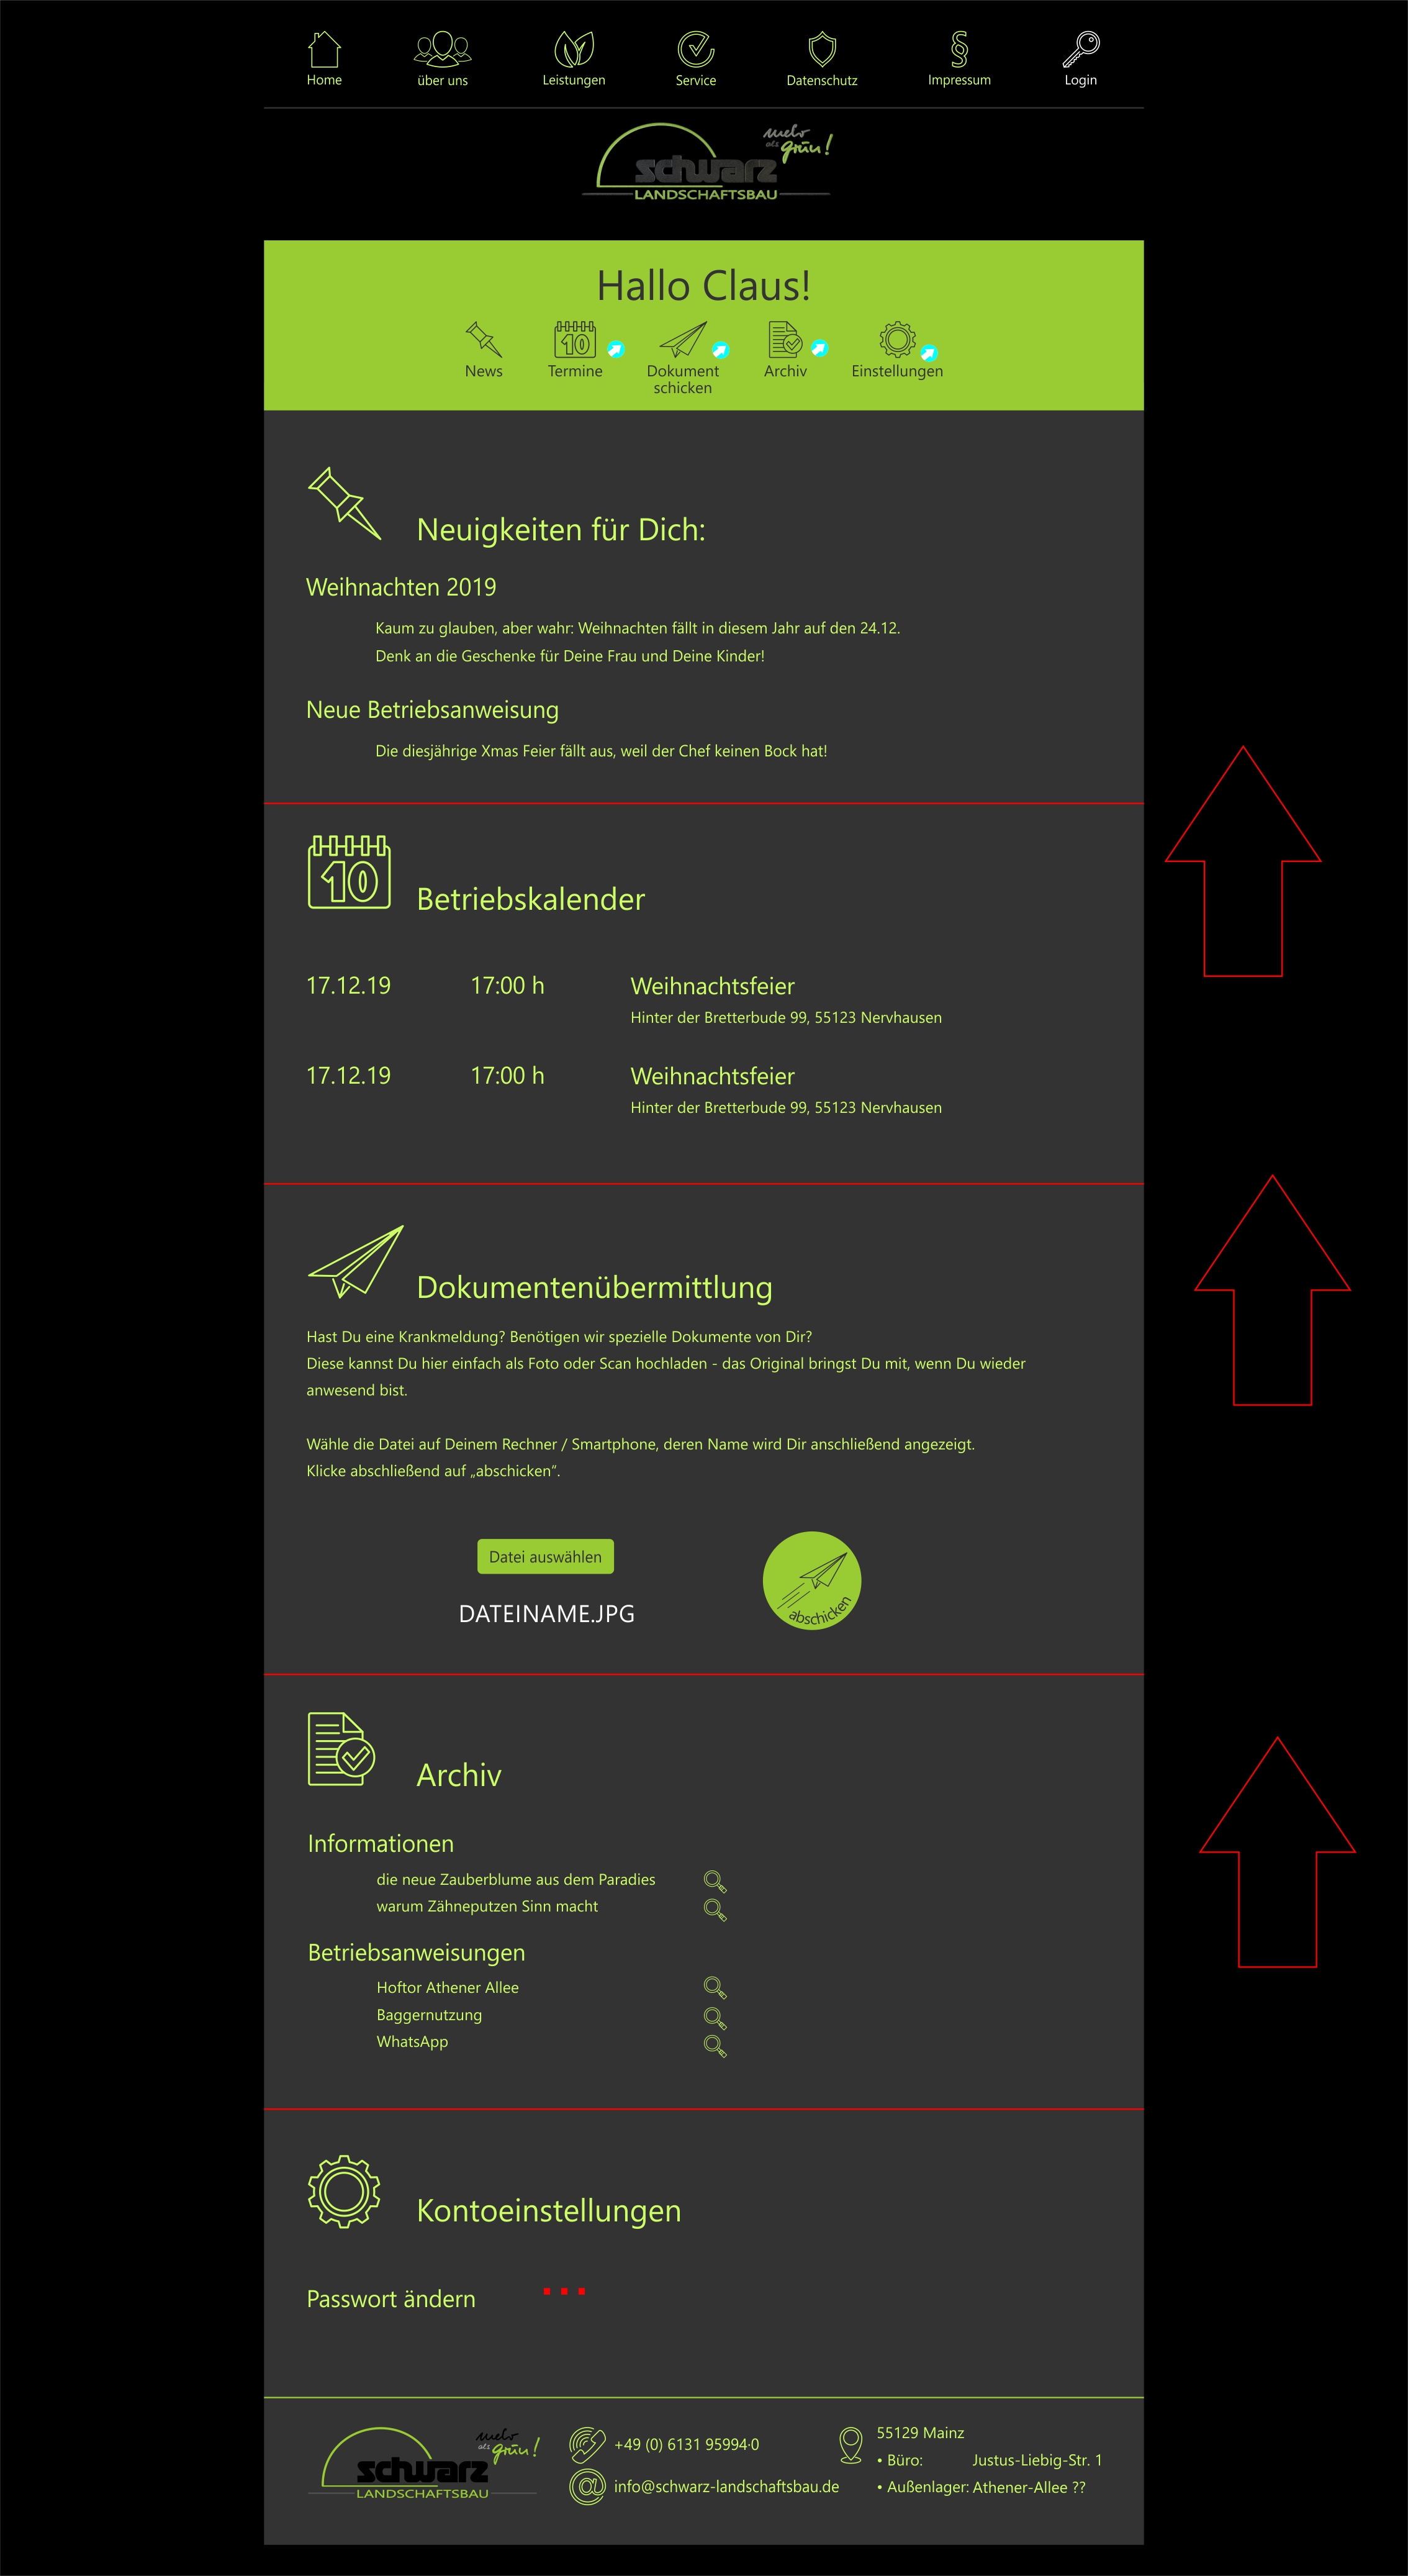 Home
über uns
Leistungen
Service
Datenschutz
Impressum
Login
mehr
als grün!
schwarz
LANDSCHAFTSBAU
Hallo Claus!
10
News
Termine
Dokument
schicken
Archiv
Einstellungen
Neuigkeiten für Dich:
Weihnachten 2019
Kaum zu glauben, aber wahr: Weihnachten fällt in diesem Jahr auf den 24.12.
Denk an die Geschenke für Deine Frau und Deine Kinder!
Neue Betriebsanweisung
Die diesjährige Xmas Feier fällt aus, weil der Chef keinen Bock hat!
10
Betriebskalender
17.12.19 17:00 h Weihnachtsfeier
Hinter der Bretterbude 99, 55123 Nervhausen
17.12.19 17:00 h Weihnachtsfeier
Hinter der Bretterbude 99, 55123 Nervhausen
Dokumentenübermittlung
Hast Du eine Krankmeldung? Benötigen wir spezielle Dokumente von Dir?
Diese kannst Du hier einfach als Foto oder Scan hochladen - das Original bringst Du mit, wenn Du wieder
anwesend bist.
Wähle die Datei auf Deinem Rechner / Smartphone, deren Name wird Dir anschließend angezeigt.
Klicke abschließend auf „abschicken“.
Datei auswählen
abschicken
DATEINAME.JPG
Archiv
Informationen
die neue Zauberblume aus dem Paradies
warum Zähneputzen Sinn macht
Betriebsanweisungen
Hoftor Athener Allee
Baggernutzung
WhatsApp
Kontoeinstellungen
Passwort ändern ...
mehr
als grün!
schwarz
LANDSCHAFTSBAU
+49 (0) 6131 95994-0
info@schwarz-landschaftsbau.de
55129 Mainz
• Büro: Justus-Liebig-Str. 1
• Außenlager: Athener-Allee ??